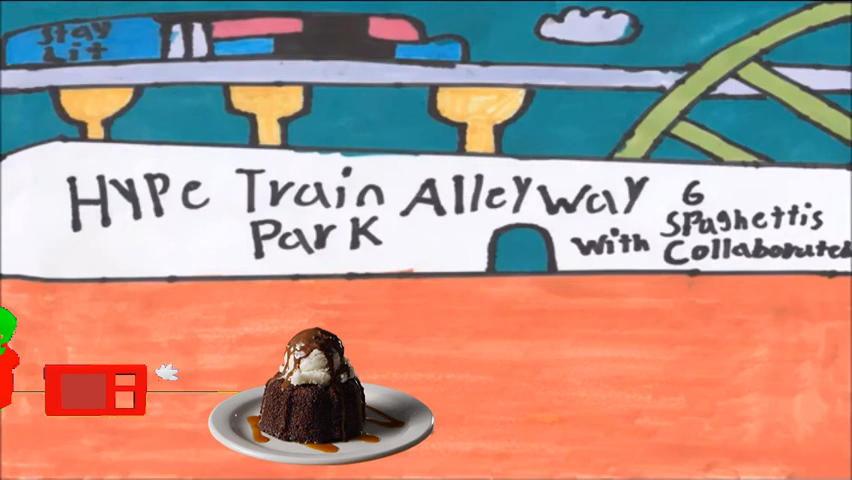 Stay
Lit
HYPe Train Alleyway
Park
6
SPaghettis
With Collaborated